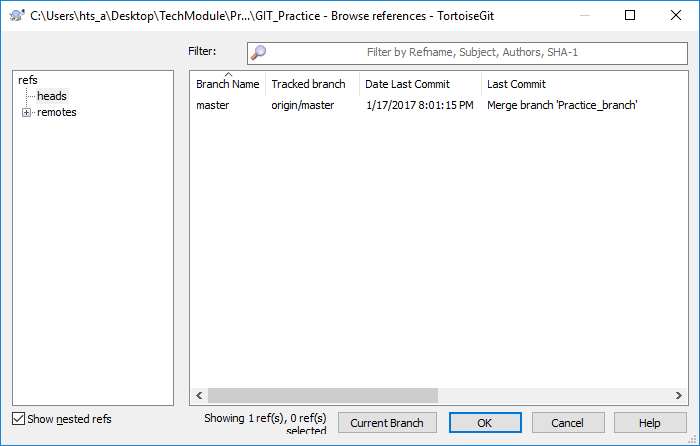 C:\Users\hts_a\Desktop\TechModule\Pr...\GIT_Practice - Browse references - TortoiseGit
Filter: Filter by Refname, Subject, Authors, SHA-1
refs
heads
remotes
Branch Name Tracked branch Date Last Commit Last Commit
master origin/master 1/17/2017 8:01:15 PM Merge branch 'Practice_branch'
Show nested refs
Showing 1 ref(s), 0 ref(s)
selected
Current Branch OK Cancel Help